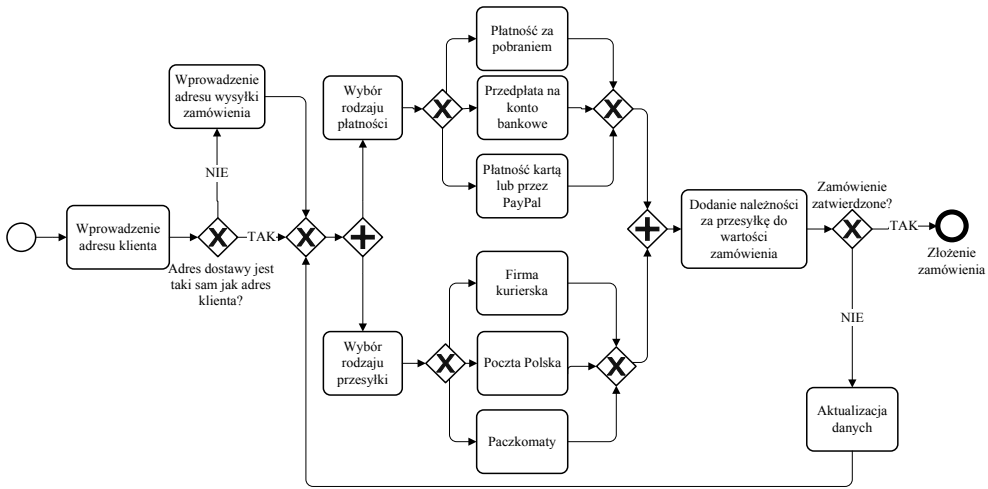 Wprowadzenie
adresu klienta
Adres dostawy jest
taki sam jak adres
klienta?
NIE
TAK
Wprowadzenie
adresu wysyłki
zamówienia
Wybór
rodzaju
płatności
Płatność za
pobraniem
Przedpłata na
konto
bankowe
Płatność kartą
lub przez
PayPal
Wybór
rodzaju
przesyłki
Firma
kurierska
Poczta Polska
Paczkomaty
Dodanie należności
za przesyłkę do
wartości
zamówienia
Zamówienie
zatwierdzone?
TAK
Złożenie
zamówienia
NIE
Aktualizacja
danych